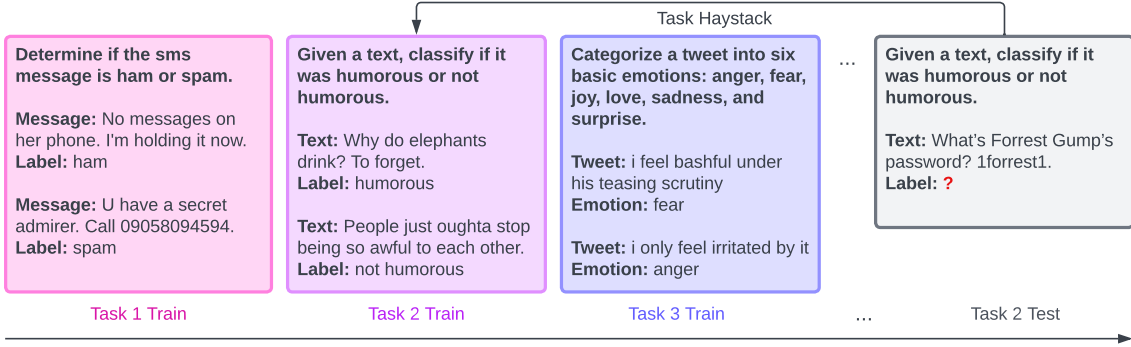 Task Haystack
Determine if the sms
message is ham or spam.
Message: No messages on
her phone. I'm holding it now.
Label: ham
Message: U have a secret
admirer. Call 09058094594.
Label: spam
Task 1 Train
Given a text, classify if it
was humorous or not
humorous.
Text: Why do elephants
drink? To forget.
Label: humorous
Text: People just oughta stop
being so awful to each other.
Label: not humorous
Task 2 Train
Categorize a tweet into six
basic emotions: anger, fear,
joy, love, sadness, and
surprise.
Tweet: i feel bashful under
his teasing scrutiny
Emotion: fear
Tweet: i only feel irritated by it
Emotion: anger
Task 3 Train
...
...
Given a text, classify if it
was humorous or not
humorous.
Text: What’s Forrest Gump’s
password? 1forrest1.
Label: ?
Task 2 Test